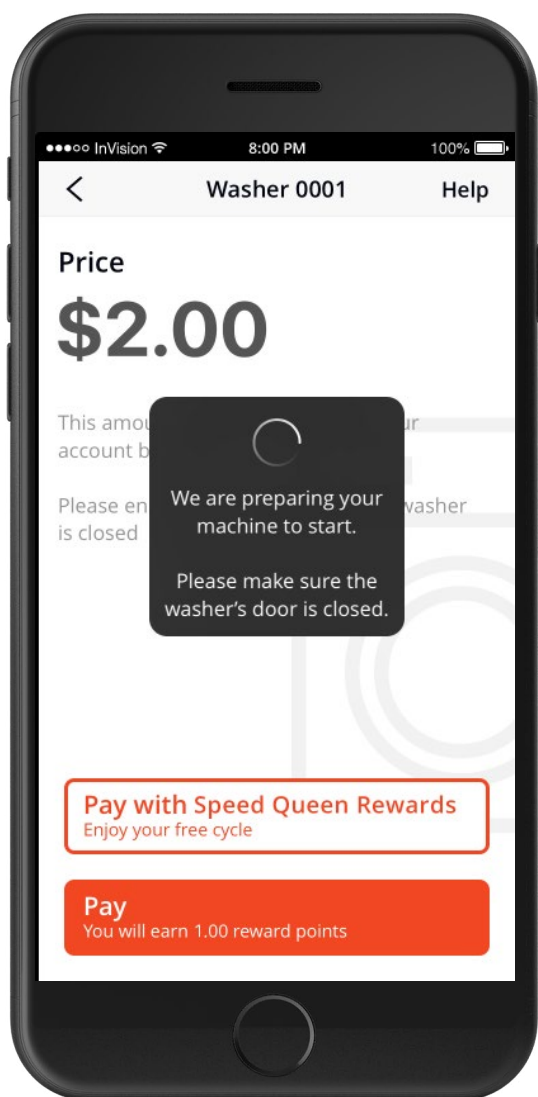 InVision 8:00 PM 100%
Washer 0001 Help
Price
$2.00
This amou ur
account b
Please en washer
is closed
We are preparing your
machine to start.
Please make sure the
washer’s door is closed.
Pay with Speed Queen Rewards
Enjoy your free cycle
Pay
You will earn 1.00 reward points